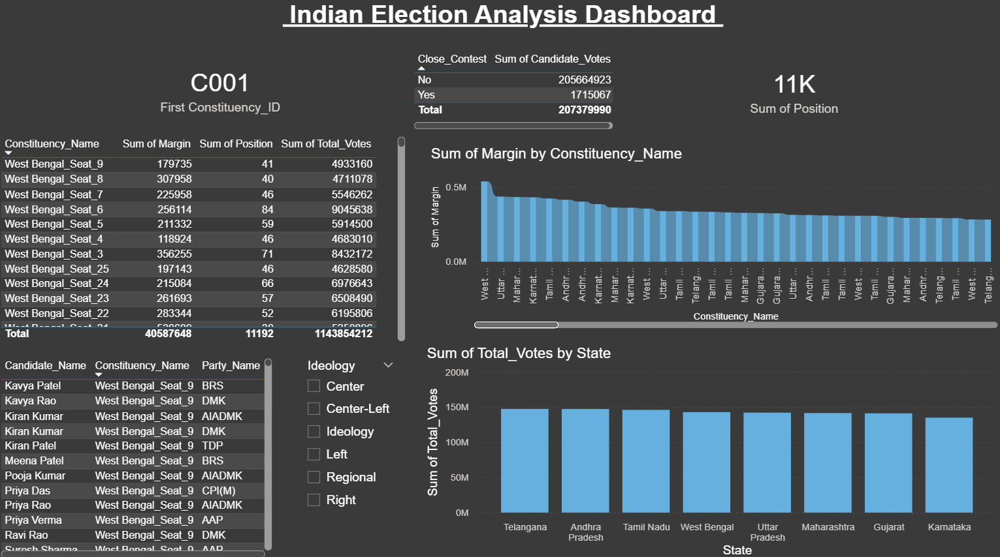 Indian Election Analysis Dashboard
C001
First Constituency_ID
Close_Contest Sum of Candidate_Votes
No 205664923
Yes 1715067
Total 207379990
11K
Sum of Position
Constituency_Name Sum of Margin Sum of Position Sum of Total_Votes
West Bengal_Seat_9 179735 41 4933160
West Bengal_Seat_8 307958 40 4711078
West Bengal_Seat_7 225958 46 5546262
West Bengal_Seat_6 256114 84 9045638
West Bengal_Seat_5 211332 59 5914500
West Bengal_Seat_4 118924 46 4683010
West Bengal_Seat_3 356255 71 8432172
West Bengal_Seat_25 197143 46 4628580
West Bengal_Seat_24 215084 66 6976643
West Bengal_Seat_23 261693 57 6508490
West Bengal_Seat_22 283344 52 6195806
Total 40587648 11192 1143854212
Sum of Margin by Constituency_Name
Sum of Margin
0.5M
0.0M
West ...
Uttar ...
Mahar...
Karnat...
Tamil ...
Andhr...
Andhr...
Karnat...
Mahar...
Karnat...
West ...
Uttar ...
Tamil ...
Telang...
Tamil ...
Tamil ...
Mahar...
Gujara...
Gujara...
Uttar ...
Andhr...
Tamil ...
Tamil ...
West ...
Tamil ...
Gujara...
Mahar...
Andhr...
Telang...
Tamil ...
West ...
Telang...
Constituency_Name
Candidate_Name Constituency_Name Party_Name
Kavya Patel West Bengal_Seat_9 BRS
Kavya Rao West Bengal_Seat_9 DMK
Kiran Kumar West Bengal_Seat_9 AIADMK
Kiran Kumar West Bengal_Seat_9 DMK
Kiran Patel West Bengal_Seat_9 TDP
Meena Patel West Bengal_Seat_9 BRS
Pooja Kumar West Bengal_Seat_9 AIADMK
Priya Das West Bengal_Seat_9 CPI(M)
Priya Rao West Bengal_Seat_9 AIADMK
Priya Verma West Bengal_Seat_9 AAP
Ravi Rao West Bengal_Seat_9 DMK
Suresh Sharma West Bengal_Seat_9 AAP
Ideology
Center
Center-Left
Ideology
Left
Regional
Right
Sum of Total_Votes by State
Sum of Total_Votes
200M
150M
100M
50M
0M
Telangana
Andhra
Pradesh
Tamil Nadu
West Bengal
Uttar
Pradesh
Maharashtra
Gujarat
Karnataka
State